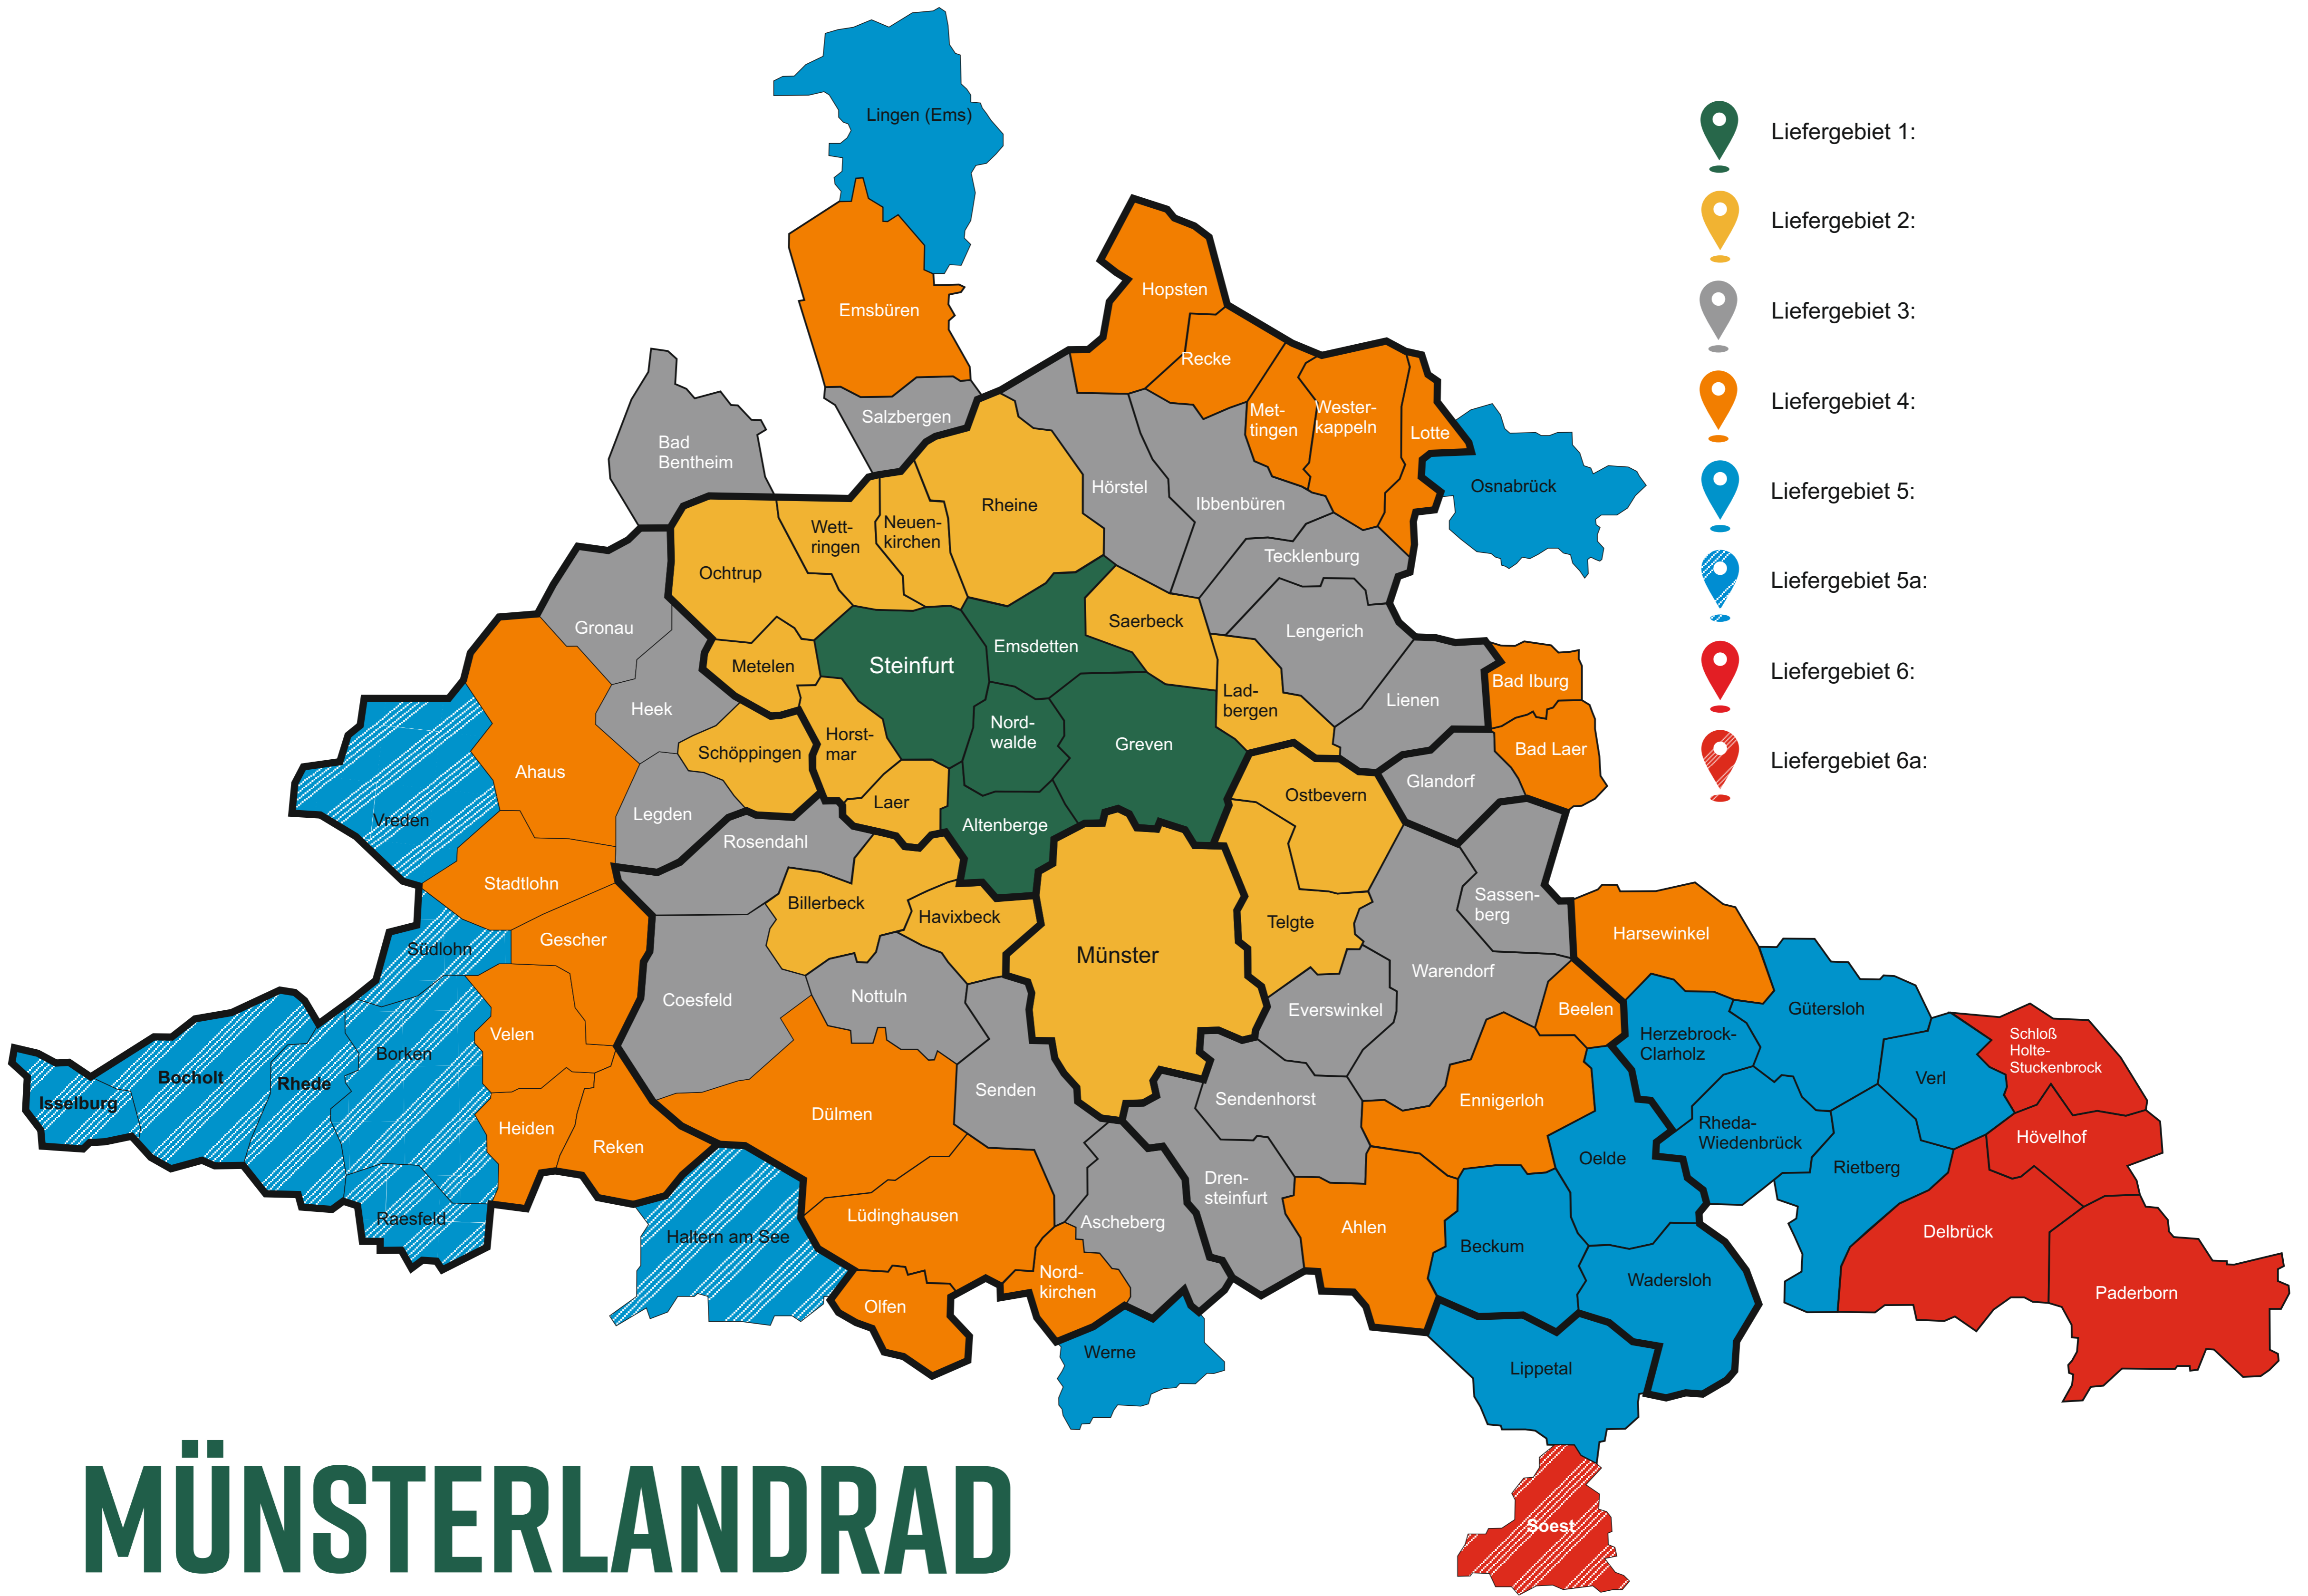 Lingen (Ems)
Liefergebiet 1:
Liefergebiet 2:
Liefergebiet 3:
Liefergebiet 4:
Liefergebiet 5:
Liefergebiet 5a:
Liefergebiet 6:
Liefergebiet 6a:
Hopsten
Emsbüren
Recke
Salzbergen
Met-
tingen
Wester-
kappeln
Lotte
Bad
Bentheim
Osnabrück
Hörstel
Ibbenbüren
Rheine
Wett-
ringen
Neuen-
kirchen
Tecklenburg
Ochtrup
Gronau
Saerbeck
Lengerich
Emsdetten
Steinfurt
Metelen
Bad Iburg
Lad-
bergen
Lienen
Heek
Nord-
walde
Horst-
mar
Greven
Bad Laer
Schöppingen
Ahaus
Glandorf
Ostbevern
Laer
Legden
Vreden
Altenberge
Rosendahl
Stadtlohn
Billerbeck
Havixbeck
Telgte
Sassen-
berg
Harsewinkel
Gescher
Südlohn
Münster
Warendorf
Coesfeld
Nottuln
Everswinkel
Beelen
Gütersloh
Velen
Herzebrock-
Clarholz
Schloß
Holte-
Stuckenbrock
Borken
Bocholt
Rhede
Isselburg
Verl
Senden
Sendenhorst
Ennigerloh
Dülmen
Heiden
Reken
Rheda-
Wiedenbrück
Hövelhof
Oelde
Rietberg
Dren-
steinfurt
Raesfeld
Lüdinghausen
Ascheberg
Ahlen
Haltern am See
Beckum
Delbrück
Nord-
kirchen
Wadersloh
Paderborn
Olfen
Werne
Lippetal
Soest
MÜNSTERLANDRAD